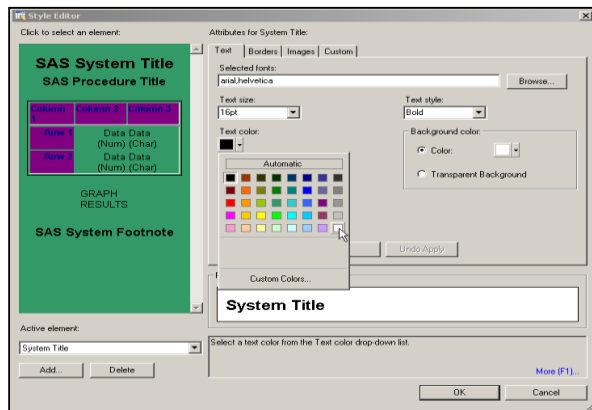 Style Editor
Click to select an element:
Attributes for System Title:
Text Borders Images Custom
SAS System Title
SAS Procedure Title
Column 1 Column 2 Column 3
Row 1 Data Data
(Num) (Char)
Row 2 Data Data
(Num) (Char)
GRAPH
RESULTS
SAS System Footnote
Selected fonts:
arial,helvetica
Browse...
Text size:
Text style:
16pt
Bold
Text color:
Background color:
Color:
Transparent Background
Automatic
Custom Colors...
Undo Apply
System Title
Active element:
System Title
Add... Delete
Select a text color from the Text color drop-down list.
More (F1)...
OK Cancel